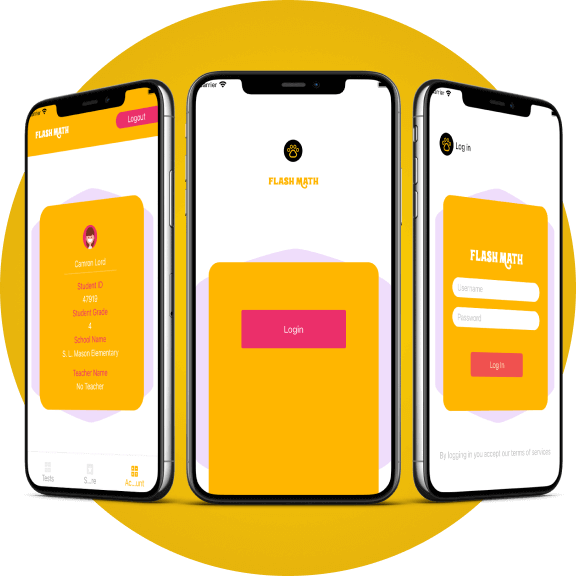 Logout
FLASH MATH
Camron Lord
Student ID
47913
Student Grade
4
School Name
S. L. Mason Elementary
Teacher Name
No Teacher
Tests
S...re
Ac...unt
FLASH MATH
Login
Log in
FLASH MATH
Username
Password
Log in
By logging in you accept our terms of services